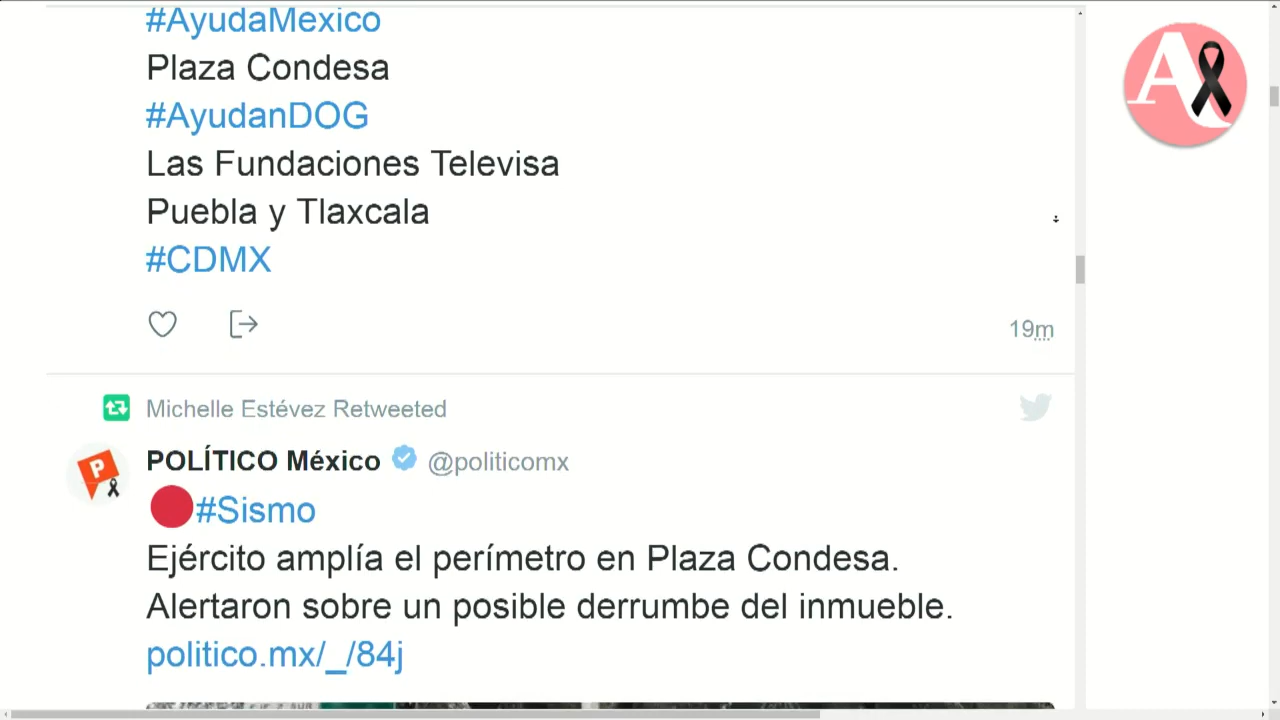 #AyudaMexico
Plaza Condesa
#AyudanDOG
Las Fundaciones Televisa
Puebla y Tlaxcala
#CDMX
19m
Michelle Estévez Retweeted
POLÍTICO México @politicomx
#Sismo
Ejército amplía el perímetro en Plaza Condesa.
Alertaron sobre un posible derrumbe del inmueble.
politico.mx/_/84j